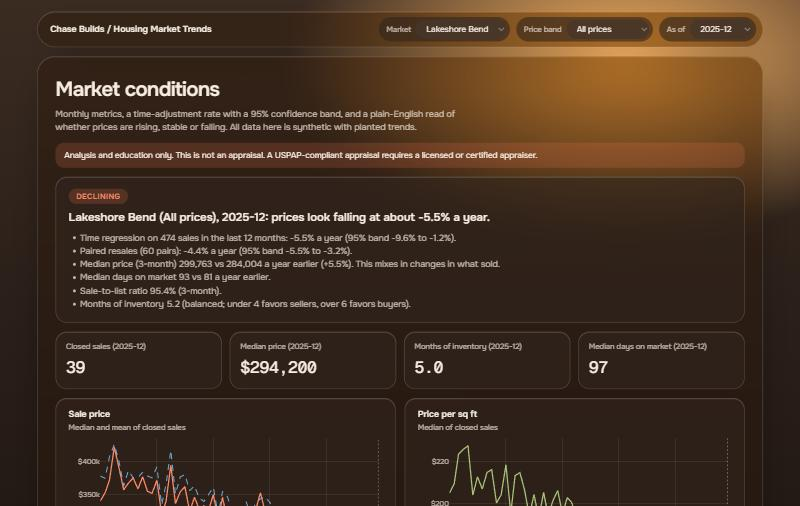 Chase Builds / Housing Market Trends
Market Lakeshore Bend Price band All prices As of 2025-12
Market conditions
Monthly metrics, a time-adjustment rate with a 95% confidence band, and a plain-English read of
whether prices are rising, stable or falling. All data here is synthetic with planted trends.
Analysis and education only. This is not an appraisal. A USPAP-compliant appraisal requires a licensed or certified appraiser.
DECLINING
Lakeshore Bend (All prices), 2025-12: prices look falling at about -5.5% a year.
• Time regression on 474 sales in the last 12 months: -5.5% a year (95% band -9.6% to -1.2%).
• Paired resales (60 pairs): -4.4% a year (95% band -5.5% to -3.2%).
• Median price (3-month) 299,763 vs 284,004 a year earlier (+5.5%). This mixes in changes in what sold.
• Median days on market 93 vs 81 a year earlier.
• Sale-to-list ratio 95.4% (3-month).
• Months of inventory 5.2 (balanced; under 4 favors sellers, over 6 favors buyers).
Closed sales (2025-12)
39
Median price (2025-12)
$294,200
Months of inventory (2025-12)
5.0
Median days on market (2025-12)
97
Sale price
Median and mean of closed sales
$400k
$350k
Price per sq ft
Median of closed sales
$220
$200